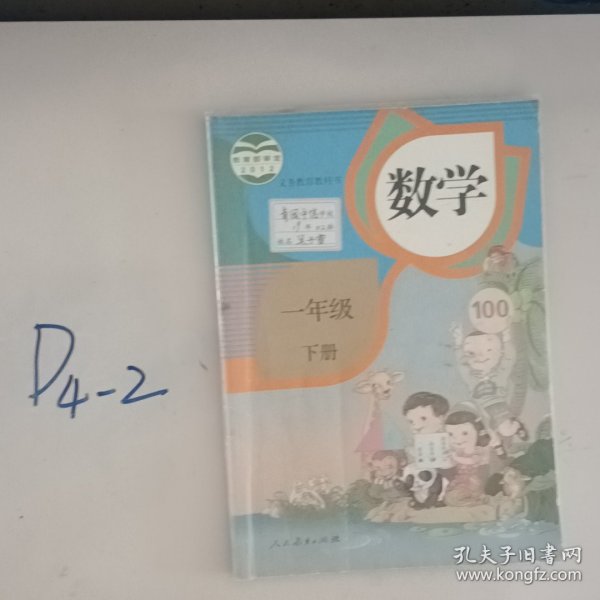 教育部审定
2012
义务教育教科书
数学
一年级
下册
100
人民教育出版社
D4-2
孔夫子旧书网
www.kongfz.com